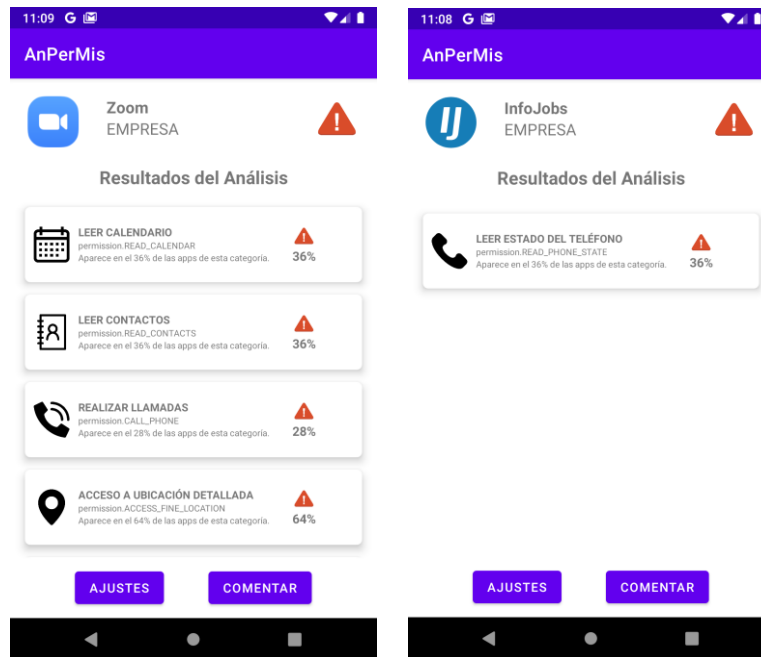 11:09 G
AnPerMis
Zoom
EMPRESA
Resultados del Análisis
LEER CALENDARIO
permission.READ_CALENDAR
Aparece en el 36% de las apps de esta categoría.
36%
LEER CONTACTOS
permission.READ_CONTACTS
Aparece en el 36% de las apps de esta categoría.
36%
REALIZAR LLAMADAS
permission.CALL_PHONE
Aparece en el 28% de las apps de esta categoría.
28%
ACCESO A UBICACIÓN DETALLADA
permission.ACCESS_FINE_LOCATION
Aparece en el 64% de las apps de esta categoría.
64%
AJUSTES COMENTAR
11:08 G
AnPerMis
IJ
InfoJobs
EMPRESA
Resultados del Análisis
LEER ESTADO DEL TELÉFONO
permission.READ_PHONE_STATE
Aparece en el 36% de las apps de esta categoría.
36%
AJUSTES COMENTAR